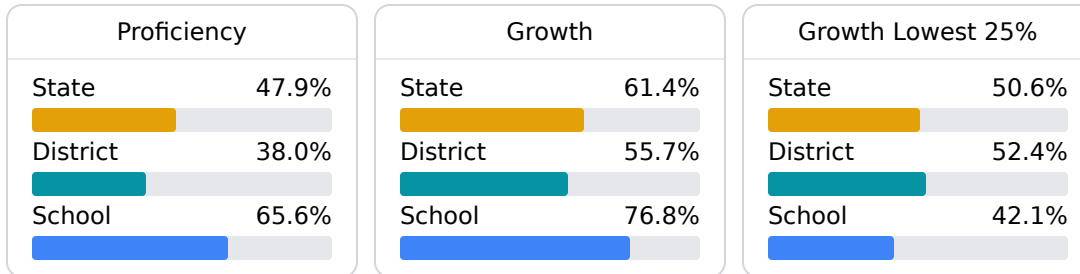 Proficiency
State 47.9%
District 38.0%
School 65.6%
Growth
State 61.4%
District 55.7%
School 76.8%
Growth Lowest 25%
State 50.6%
District 52.4%
School 42.1%